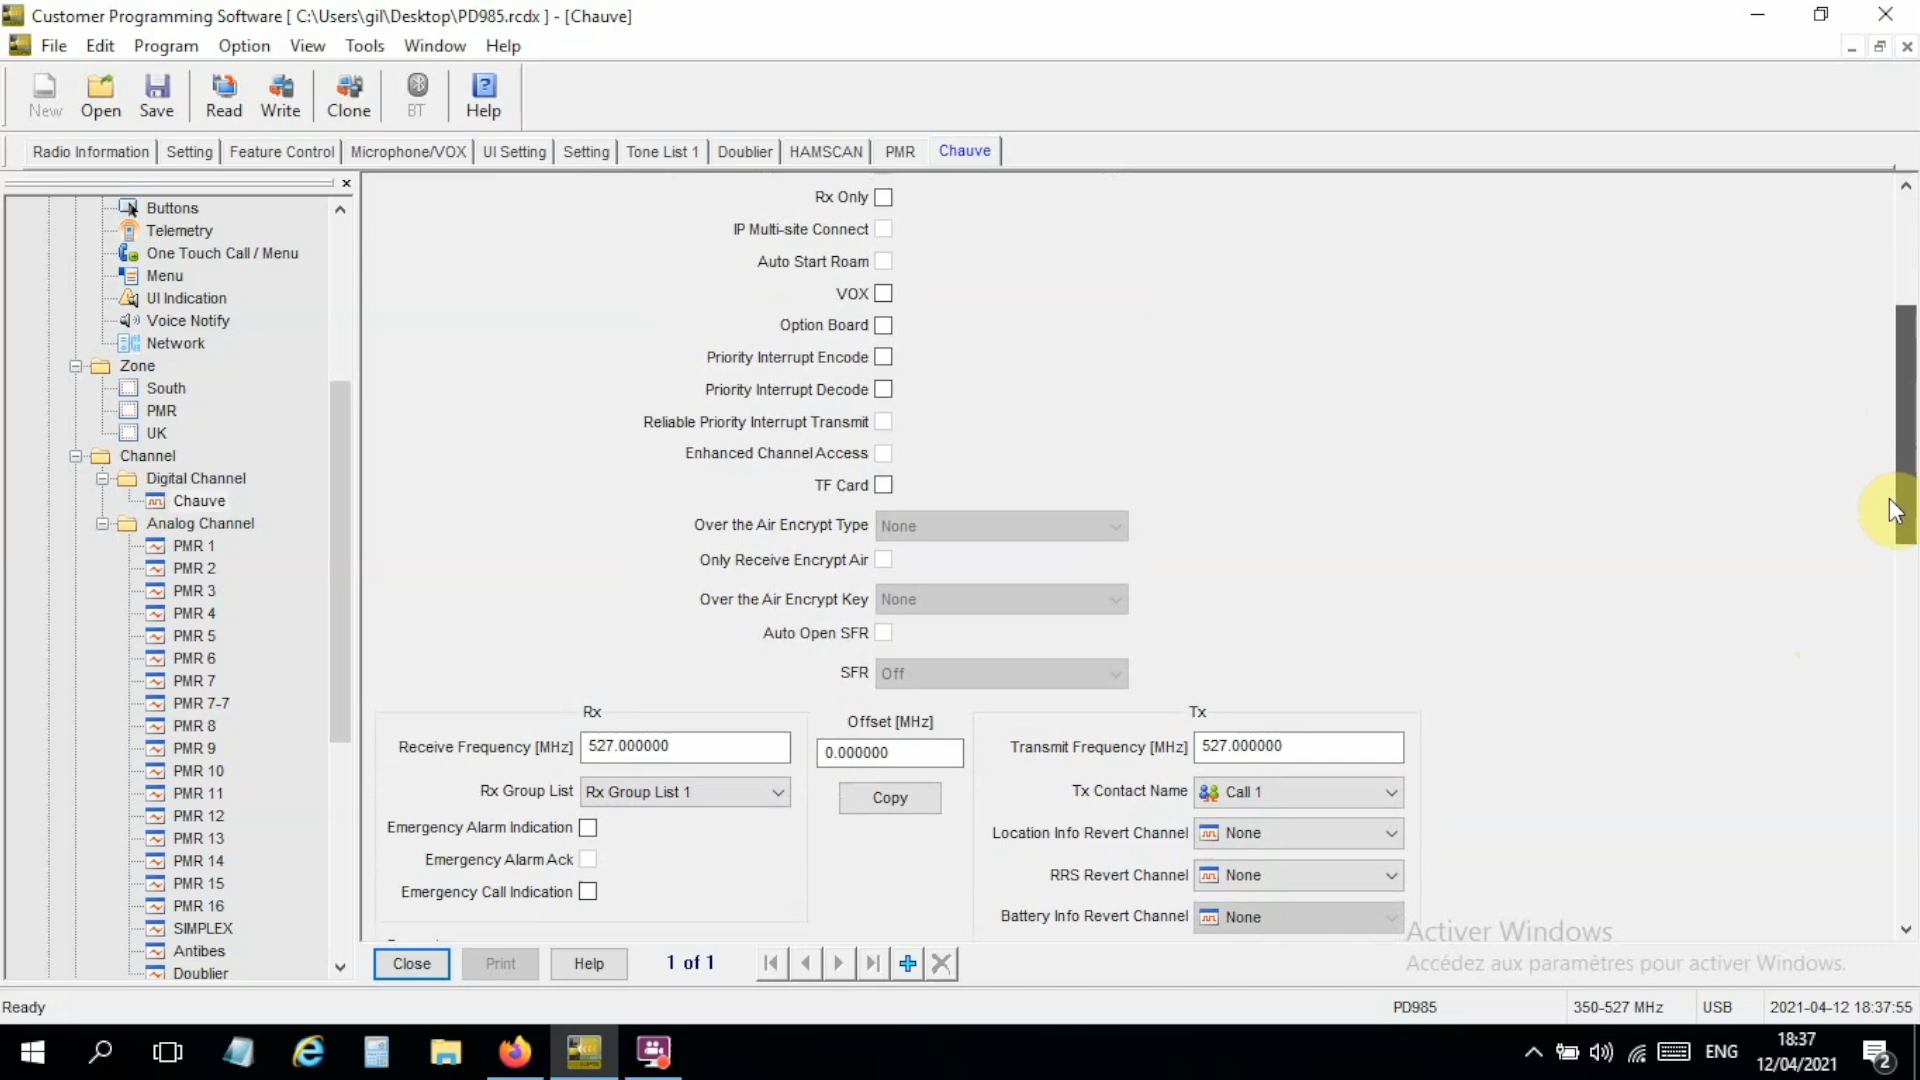 Customer Programming Software [ C:\Users\gil\Desktop\PD985.rcdx ] - [Chauve]
File Edit Program Option View Tools Window Help
New Open Save Read Write Clone BT Help
Radio Information Setting Feature Control Microphone/VOX UI Setting Setting Tone List 1 Doublier HAMSCAN PMR Chauve
Buttons
Telemetry
One Touch Call / Menu
Menu
UI Indication
Voice Notify
Network
Zone
South
PMR
UK
Channel
Digital Channel
Chauve
Analog Channel
PMR 1
PMR 2
PMR 3
PMR 4
PMR 5
PMR 6
PMR 7
PMR 7-7
PMR 8
PMR 9
PMR 10
PMR 11
PMR 12
PMR 13
PMR 14
PMR 15
PMR 16
SIMPLEX
Antibes
Doublier
Rx Only
IP Multi-site Connect
Auto Start Roam
VOX
Option Board
Priority Interrupt Encode
Priority Interrupt Decode
Reliable Priority Interrupt Transmit
Enhanced Channel Access
TF Card
Over the Air Encrypt Type None
Only Receive Encrypt Air
Over the Air Encrypt Key None
Auto Open SFR
SFR Off
Rx
Receive Frequency [MHz] 527.000000
Rx Group List Rx Group List 1
Emergency Alarm Indication
Emergency Alarm Ack
Emergency Call Indication
Offset [MHz]
0.000000
Copy
Tx
Transmit Frequency [MHz] 527.000000
Tx Contact Name Call 1
Location Info Revert Channel None
RRS Revert Channel None
Battery Info Revert Channel None
Activer Windows
Accédez aux paramètres pour activer Windows.
Close Print Help 1 of 1
Ready PD985 350-527 MHz USB 2021-04-12 18:37:55
ENG 18:37
12/04/2021
2